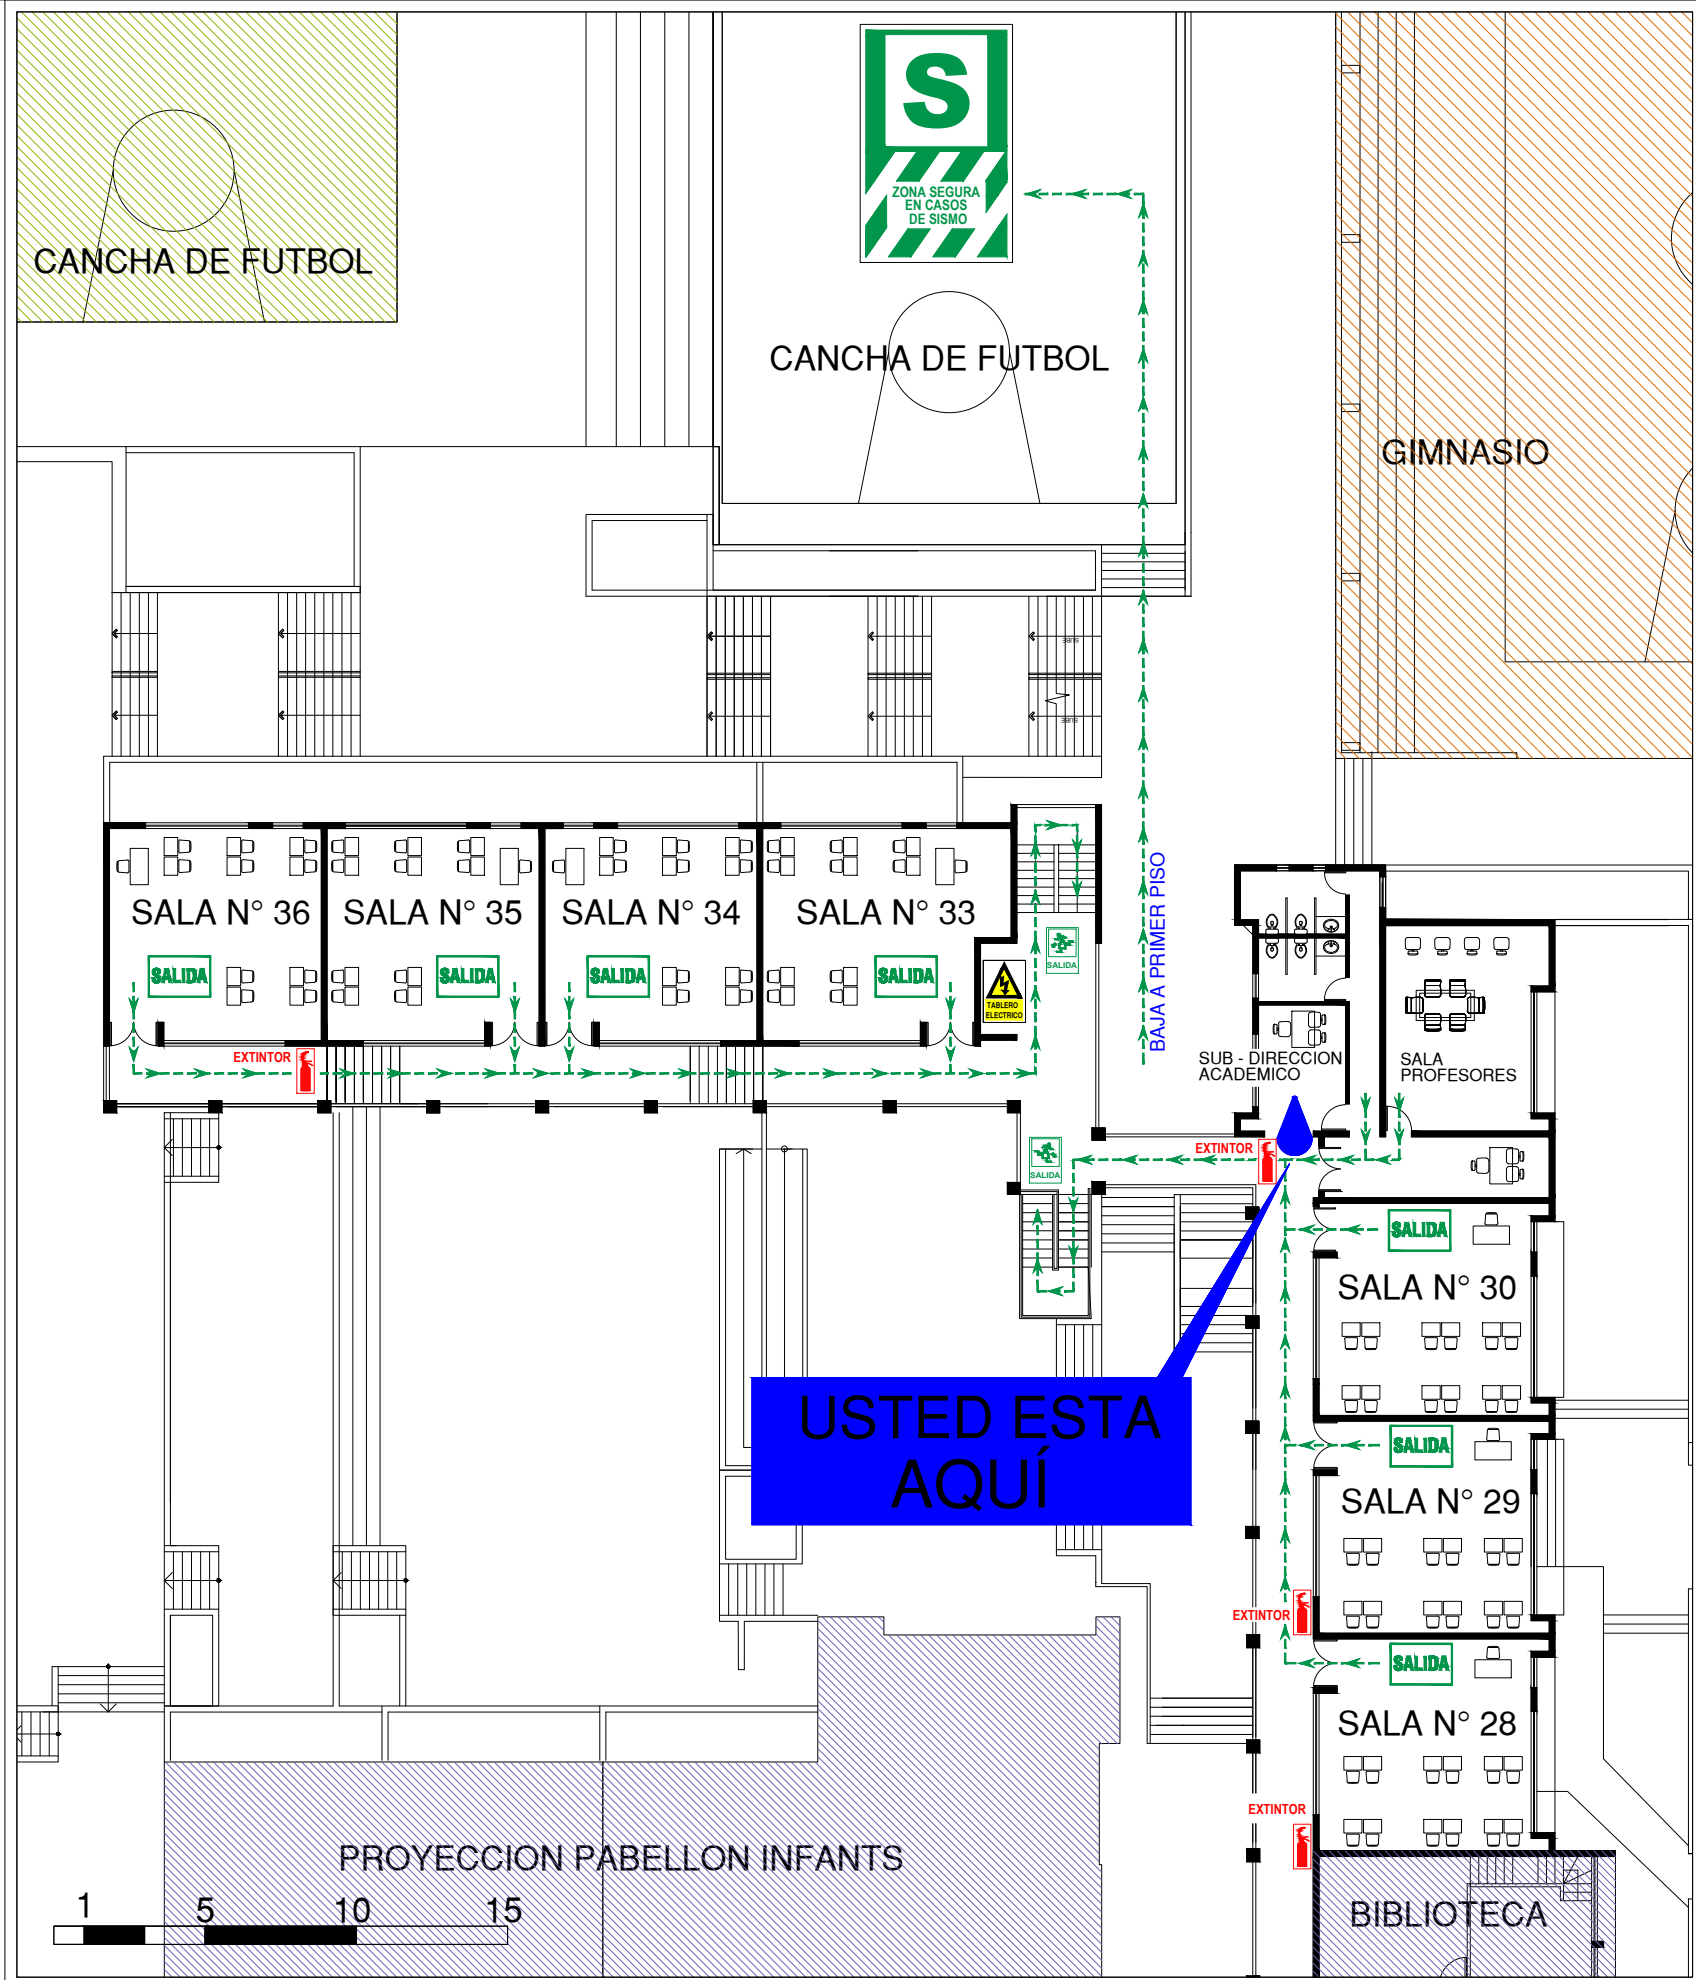 S
ZONA SEGURA
EN CASOS
DE SISMO
CANCHA DE FUTBOL
CANCHA DE FUTBOL
GIMNASIO
SUBE
SUBE
BAJA A PRIMER PISO
SALA N° 36
SALA N° 35
SALA N° 34
SALA N° 33
SALIDA
SALIDA
SALIDA
SALIDA
SALIDA
TABLERO
ELECTRICO
EXTINTOR
SUB - DIRECCION
ACADEMICO
SALA
PROFESORES
EXTINTOR
SALIDA
SALIDA
SALA N° 30
USTED ESTA
AQUÍ
SALIDA
SALA N° 29
EXTINTOR
SALIDA
SALA N° 28
EXTINTOR
PROYECCION PABELLON INFANTS
BIBLIOTECA
1 5 10 15